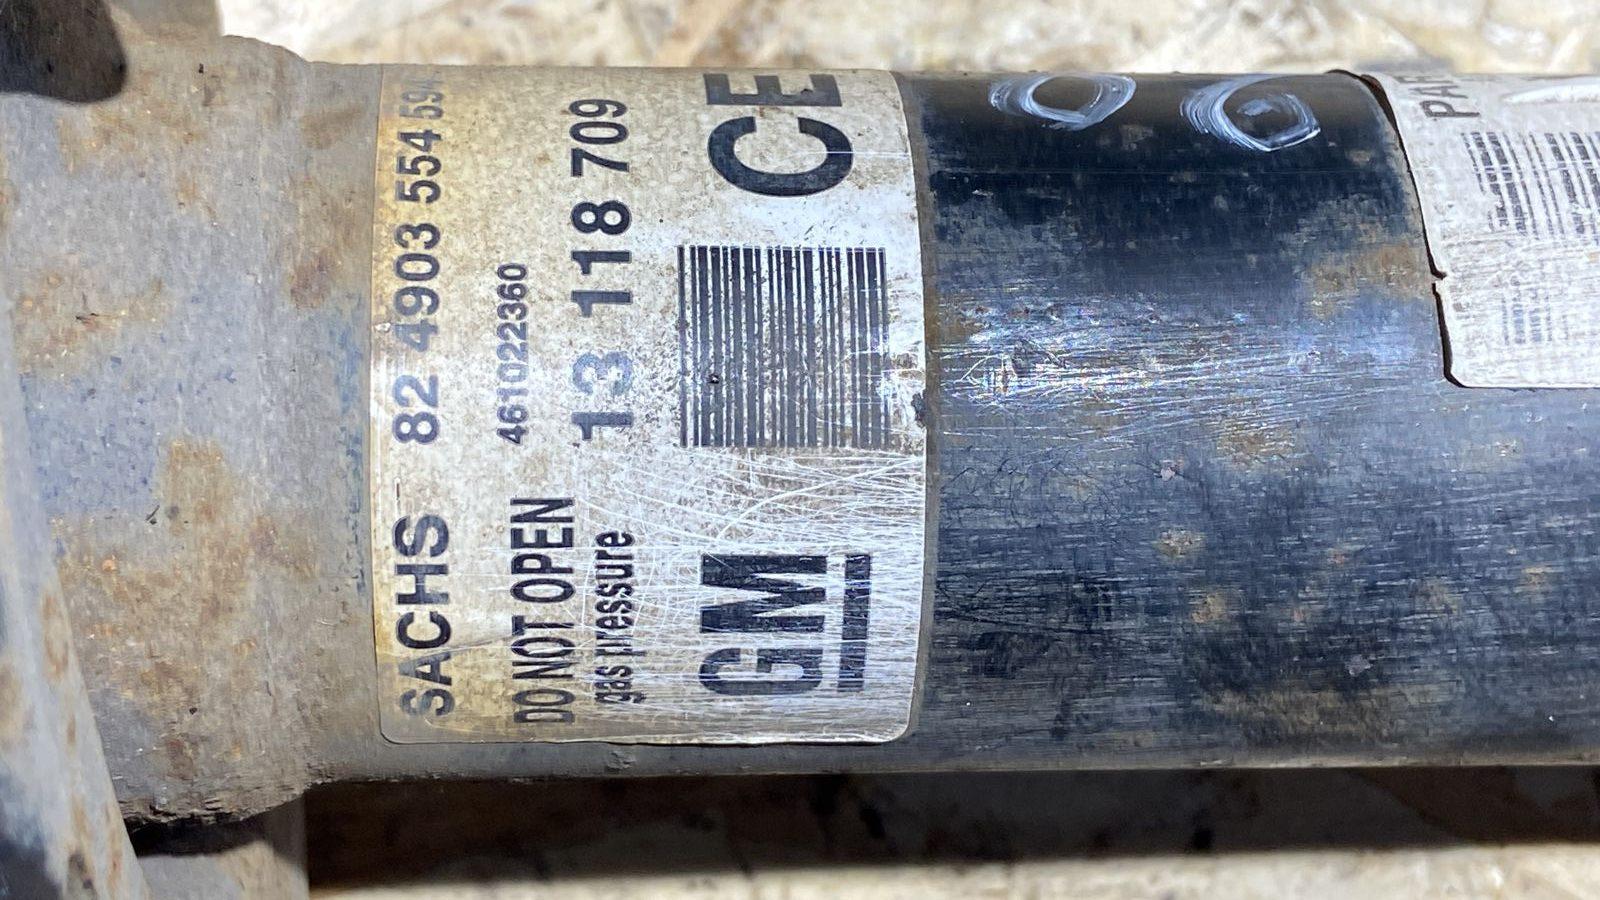 SACHS 82 4903 554 594
461022360
DO NOT OPEN 13 118 709
gas pressure
GM CE